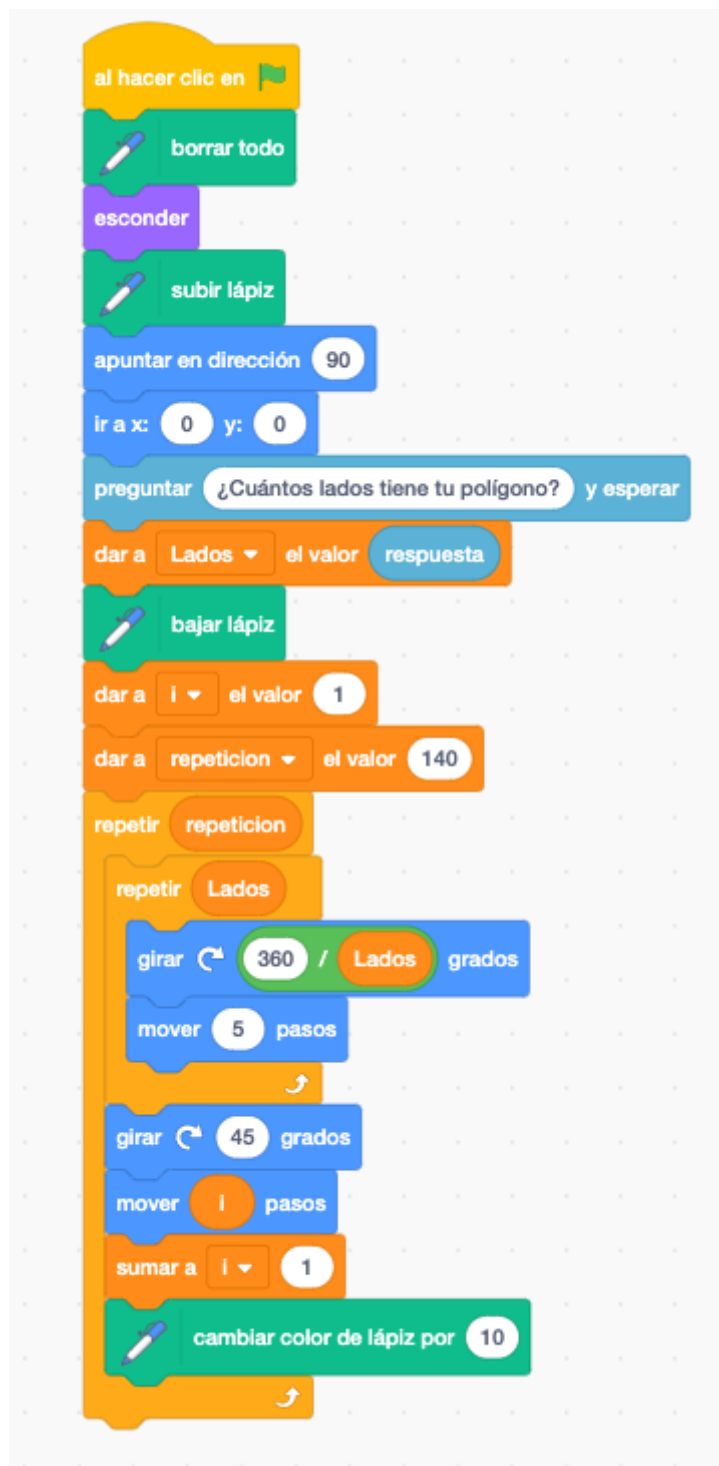 al hacer clic en
borrar todo
esconder
subir lápiz
apuntar en dirección 90
ir a x: 0 y: 0
preguntar ¿Cuántos lados tiene tu polígono? y esperar
dar a Lados el valor respuesta
bajar lápiz
dar a i el valor 1
dar a repeticion el valor 140
repetir repeticion
repetir Lados
girar 360 / Lados grados
mover 5 pasos
girar 45 grados
mover i pasos
sumar a i 1
cambiar color de lápiz por 10